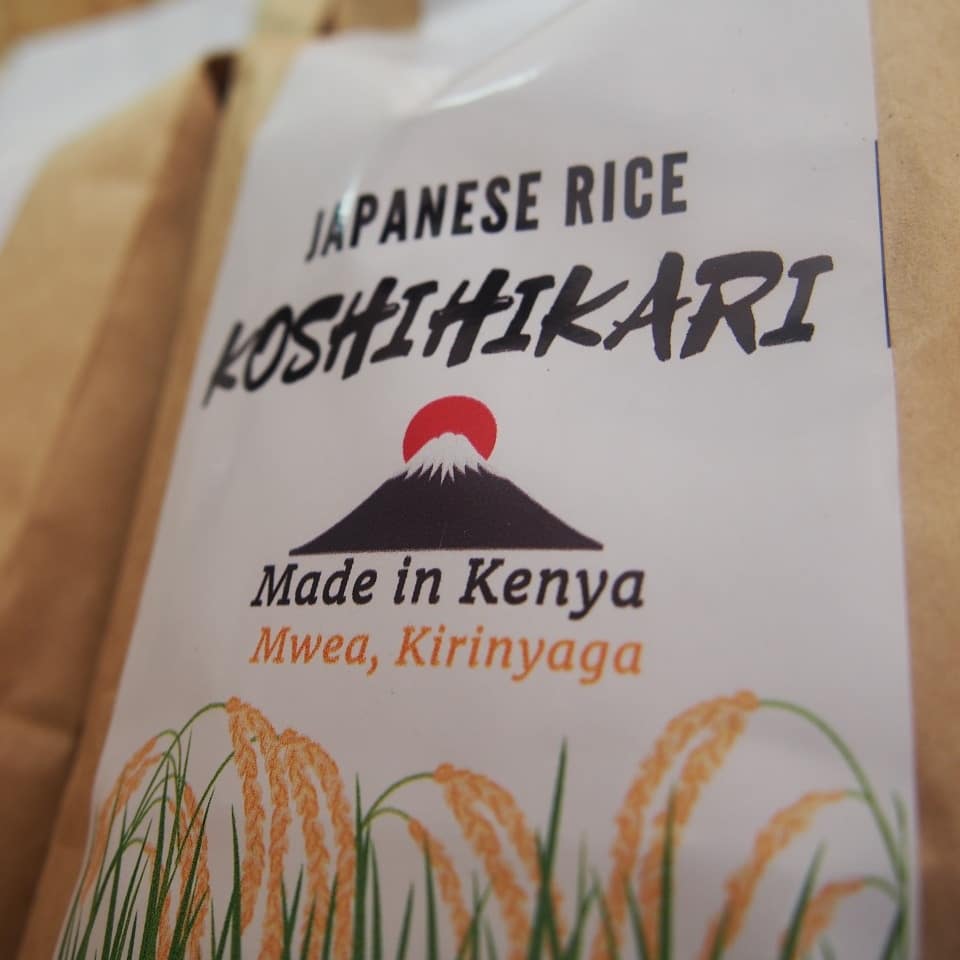 JAPANESE RICE
KOSHIHIKARI
Made in Kenya
Mwea, Kirinyaga